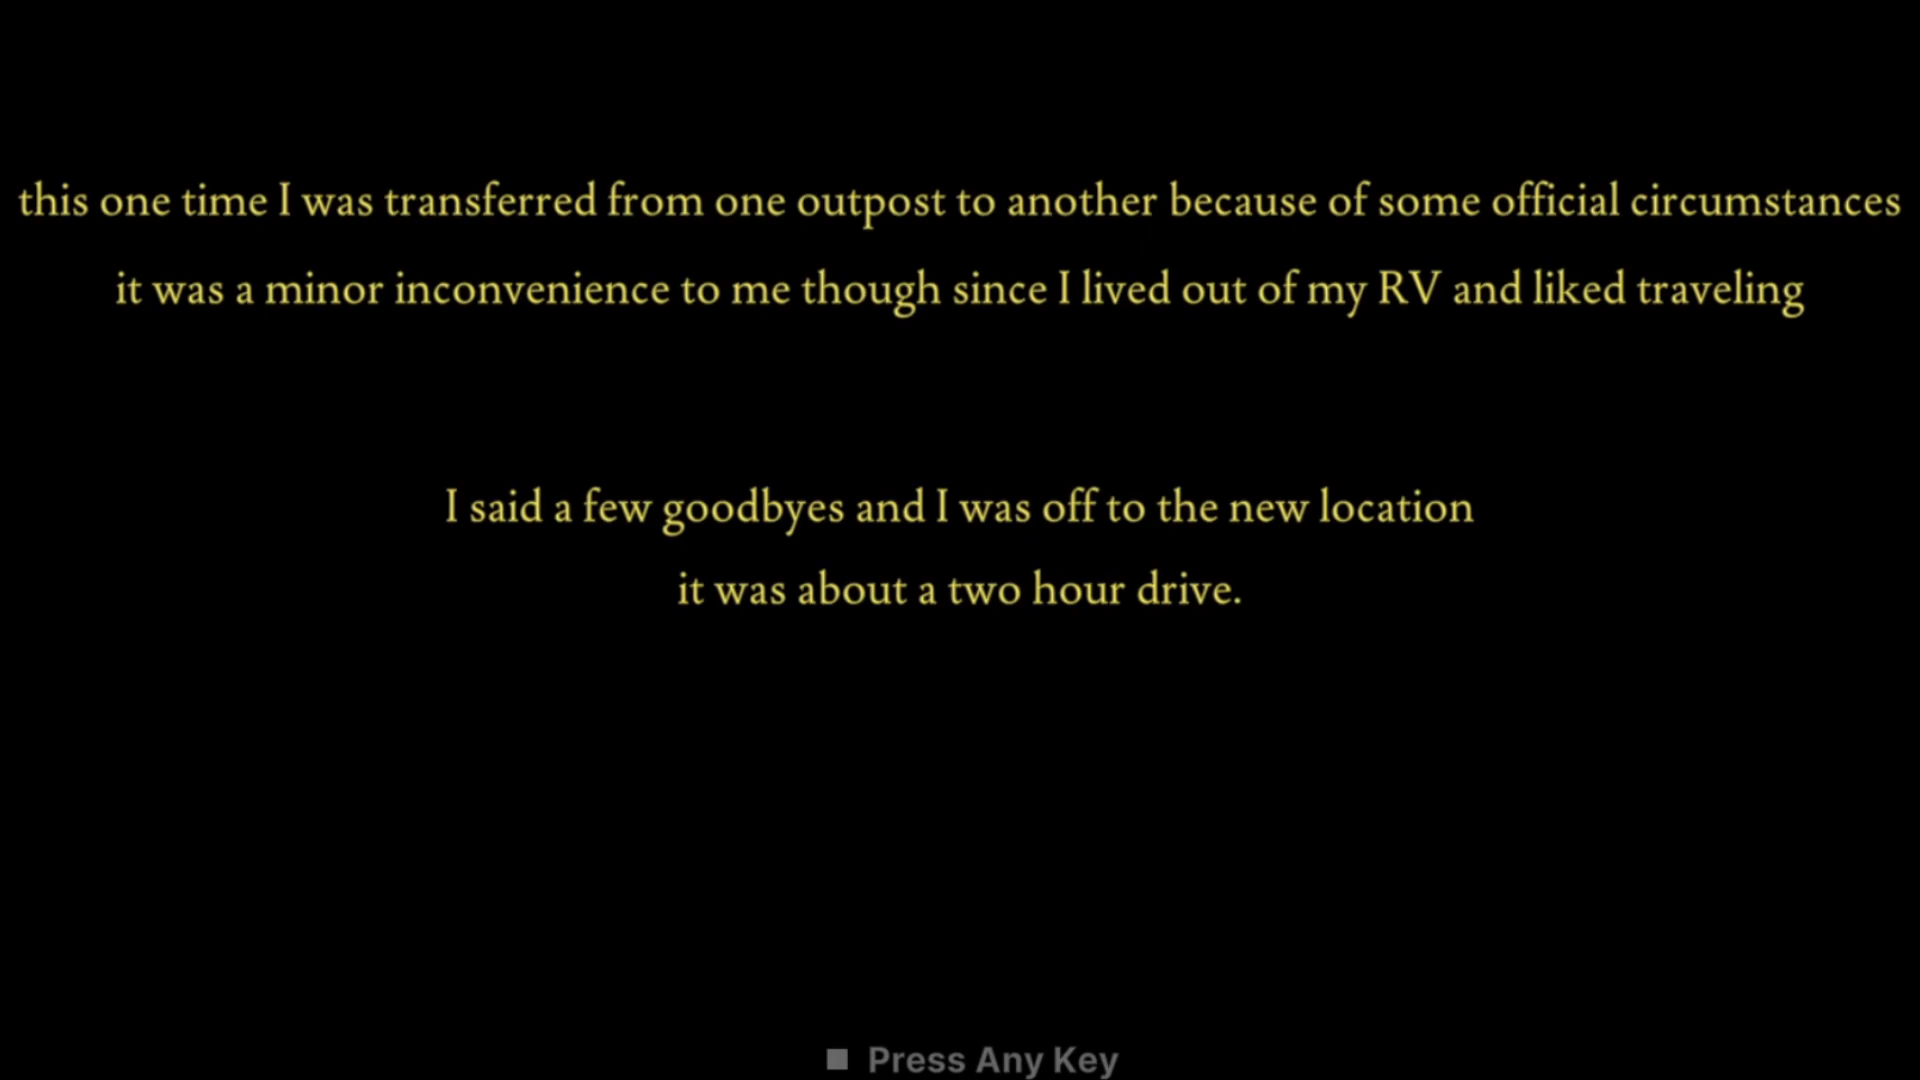 this one time I was transferred from one outpost to another because of some official circumstances
it was a minor inconvenience to me though since I lived out of my RV and liked traveling
I said a few goodbyes and I was off to the new location
it was about a two hour drive.
Press Any Key